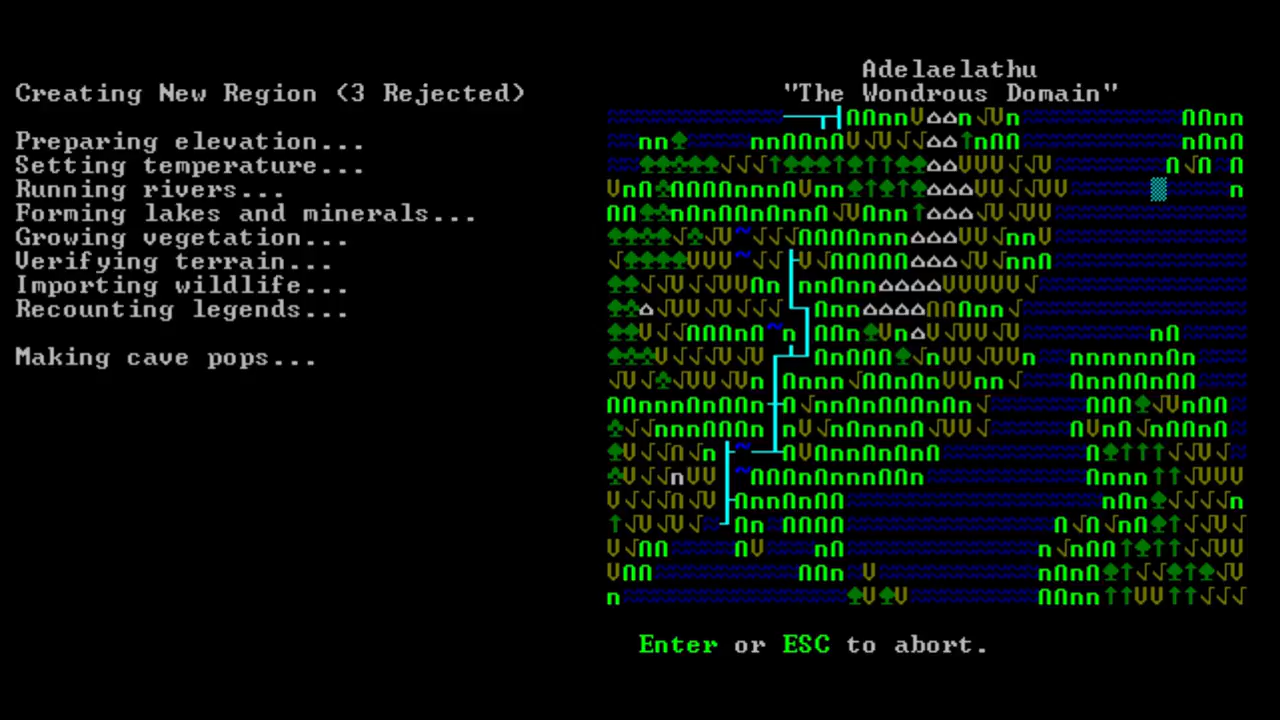 Adelaelathu
Creating New Region (3 Rejected)
"The Wondrous Domain"
Preparing elevation...
Setting temperature...
Running rivers...
Forming lakes and minerals...
Growing vegetation...
Verifying terrain...
Importing wildlife...
Recounting legends...
Making cave pops...
Enter or ESC to abort.